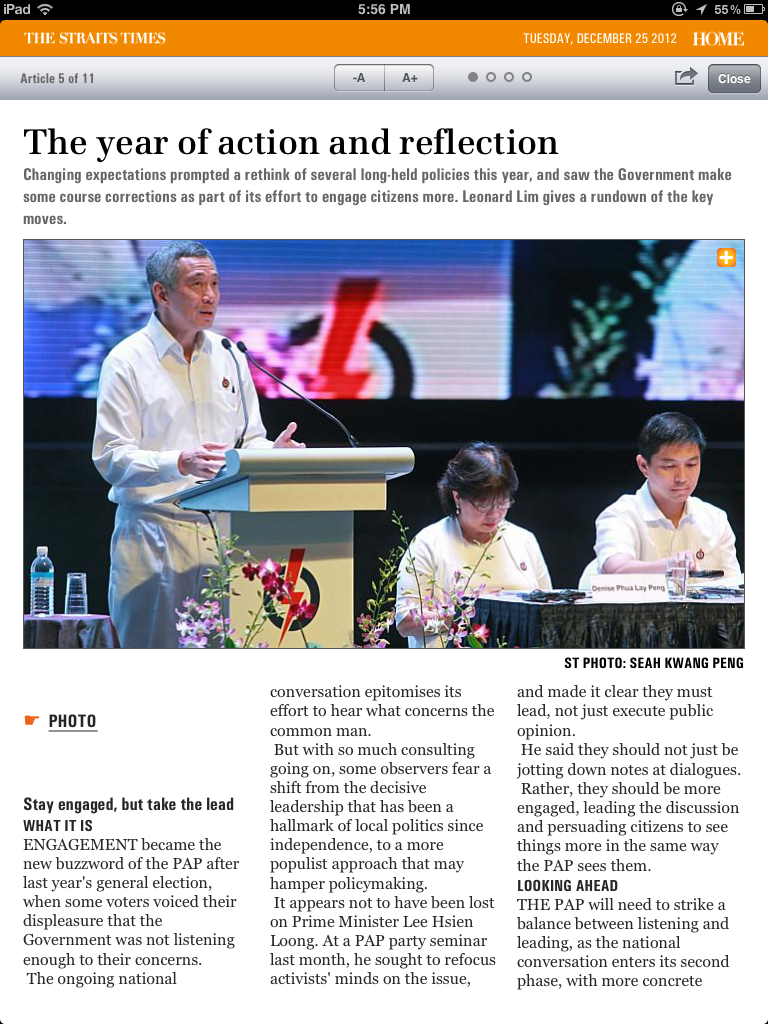 iPad 5:56 PM 55%
THE STRAITS TIMES TUESDAY, DECEMBER 25 2012 HOME
Article 5 of 11 -A A+ Close
The year of action and reflection
Changing expectations prompted a rethink of several long-held policies this year, and saw the Government make
some course corrections as part of its effort to engage citizens more. Leonard Lim gives a rundown of the key
moves.
Denise Phua Lay Peng
ST PHOTO: SEAH KWANG PENG
PHOTO
Stay engaged, but take the lead
WHAT IT IS
ENGAGEMENT became the
new buzzword of the PAP after
last year's general election,
when some voters voiced their
displeasure that the
Government was not listening
enough to their concerns.
The ongoing national
conversation epitomises its
effort to hear what concerns the
common man.
But with so much consulting
going on, some observers fear a
shift from the decisive
leadership that has been a
hallmark of local politics since
independence, to a more
populist approach that may
hamper policymaking.
It appears not to have been lost
on Prime Minister Lee Hsien
Loong. At a PAP party seminar
last month, he sought to refocus
activists' minds on the issue,
and made it clear they must
lead, not just execute public
opinion.
He said they should not just be
jotting down notes at dialogues.
Rather, they should be more
engaged, leading the discussion
and persuading citizens to see
things more in the same way
the PAP sees them.
LOOKING AHEAD
THE PAP will need to strike a
balance between listening and
leading, as the national
conversation enters its second
phase, with more concrete